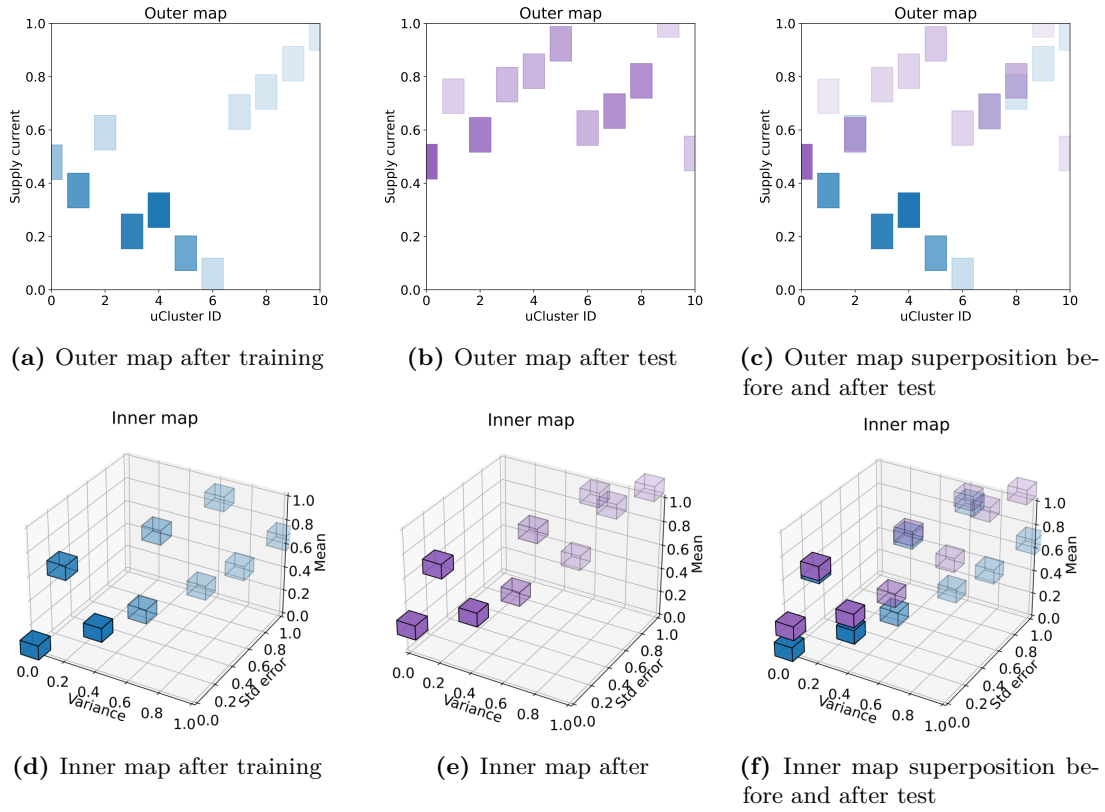 Outer map
1.0
0.8
0.6
0.4
0.2
0.0
Supply current
0 2 4 6 8 10
uCluster ID
(a) Outer map after training
Outer map
1.0
0.8
0.6
0.4
0.2
0.0
Supply current
0 2 4 6 8 10
uCluster ID
(b) Outer map after test
Outer map
1.0
0.8
0.6
0.4
0.2
0.0
Supply current
0 2 4 6 8 10
uCluster ID
(c) Outer map superposition be-
fore and after test
Inner map
1.0
0.8
0.6
0.4
0.2
0.0
Mean
0.0 0.2 0.4 0.6 0.8 1.0
Variance
0.0 0.2 0.4 0.6 0.8 1.0
Std error
(d) Inner map after training
Inner map
1.0
0.8
0.6
0.4
0.2
0.0
Mean
0.0 0.2 0.4 0.6 0.8 1.0
Variance
0.0 0.2 0.4 0.6 0.8 1.0
Std error
(e) Inner map after
Inner map
1.0
0.8
0.6
0.4
0.2
0.0
Mean
0.0 0.2 0.4 0.6 0.8 1.0
Variance
0.0 0.2 0.4 0.6 0.8 1.0
Std error
(f) Inner map superposition be-
fore and after test